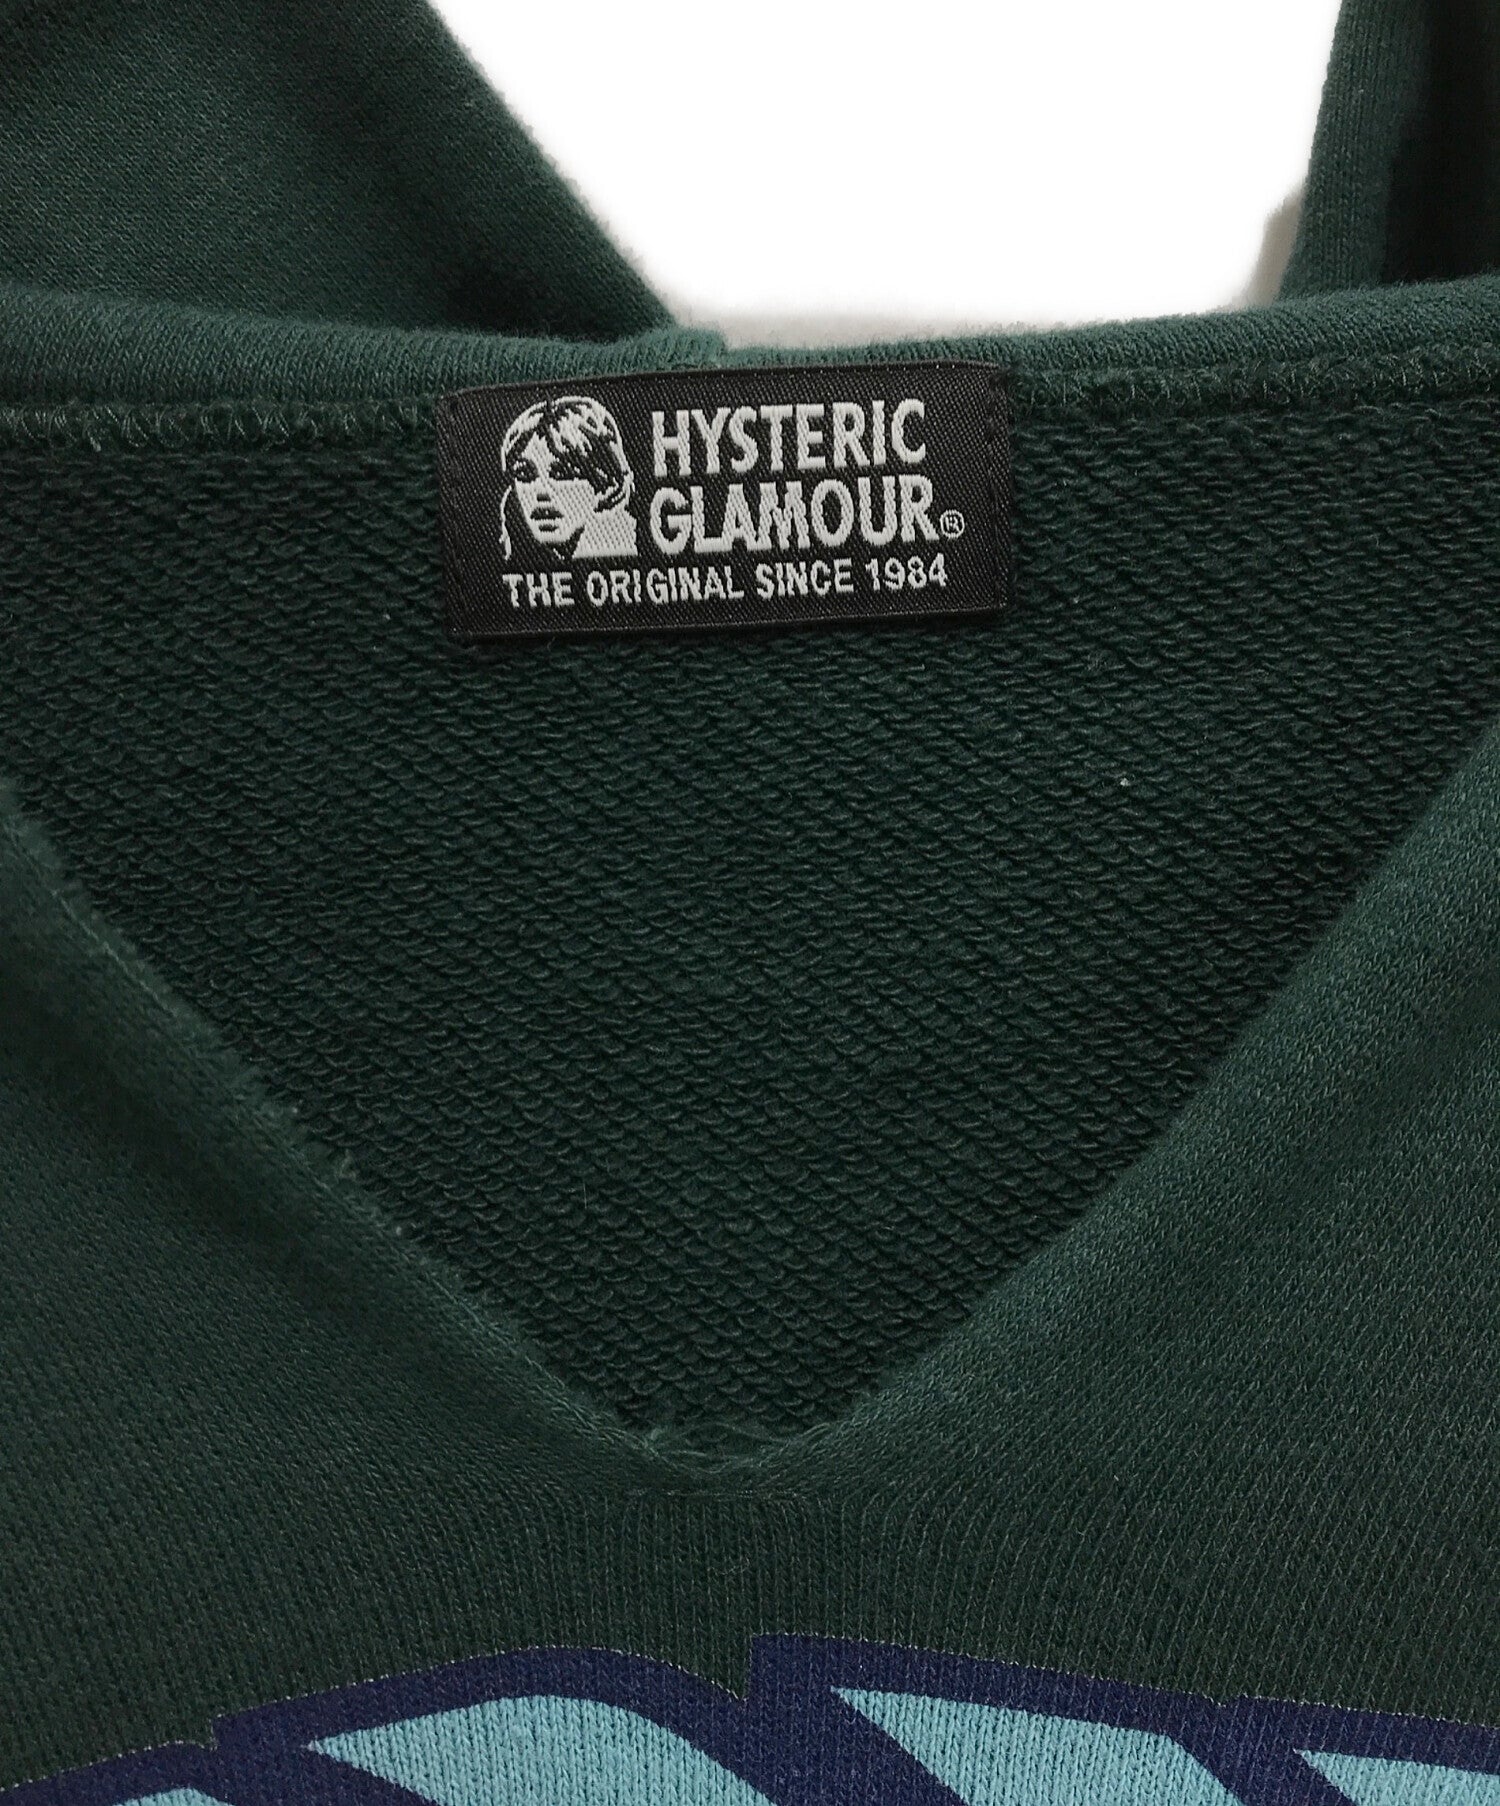 HYSTERIC
GLAMOUR®
THE ORIGINAL SINCE 1984